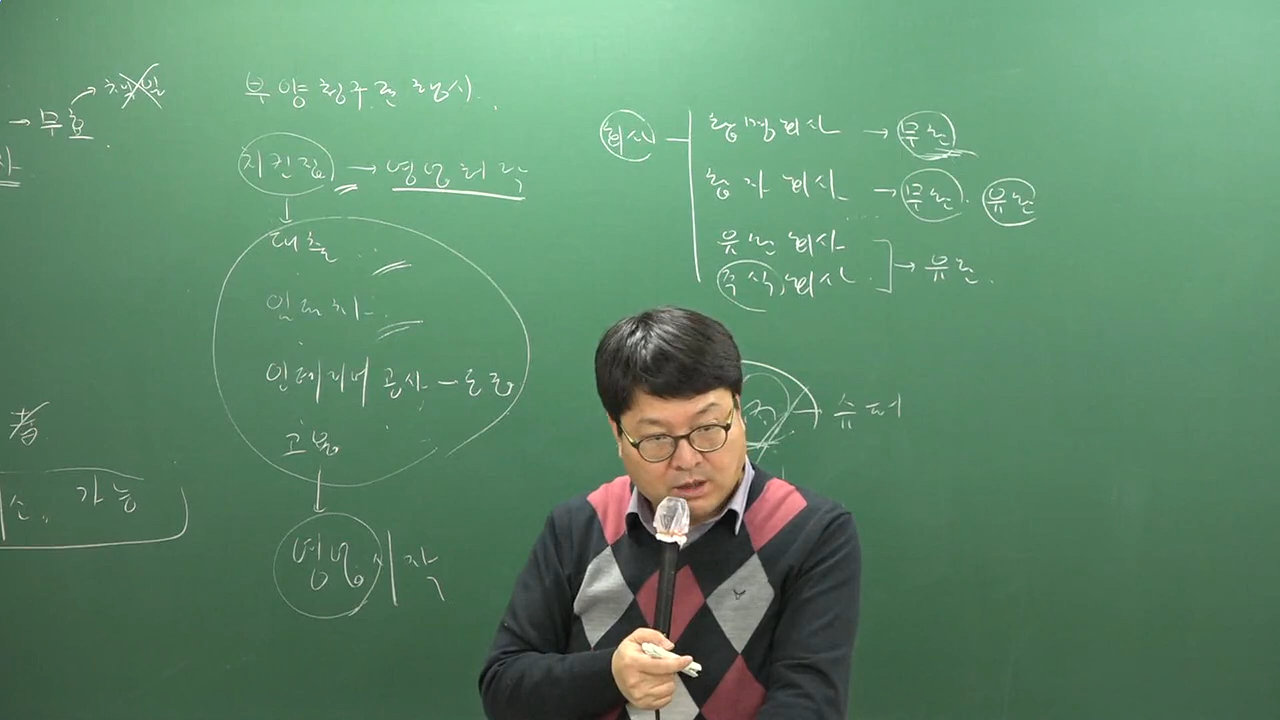 → 무효
부양청구권 행사
치킨집 → 영업허락
대출
인테리어 공사
고용
영업시작
회사
합명회사 → 무한
합자회사 → 무한. 유한
유한회사
주식회사 → 유한.
슈퍼
가능